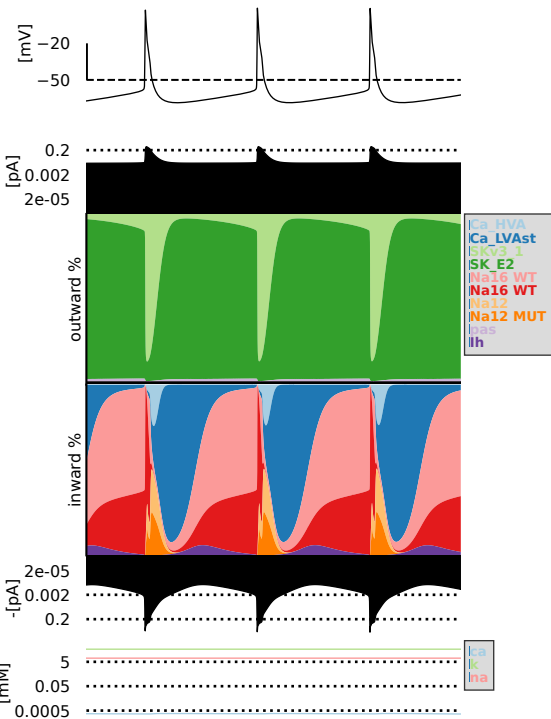 [mV]
−20
−50
[pA]
0.2
0.002
2e-05
outward %
Ca_HVA
Ca_LVAst
SKv3_1
SK_E2
Na16 WT
Na16 WT
Na12
Na12 MUT
pas
Ih
inward %
-[pA]
2e-05
0.002
0.2
[mM]
5
0.05
0.0005
ca
k
na